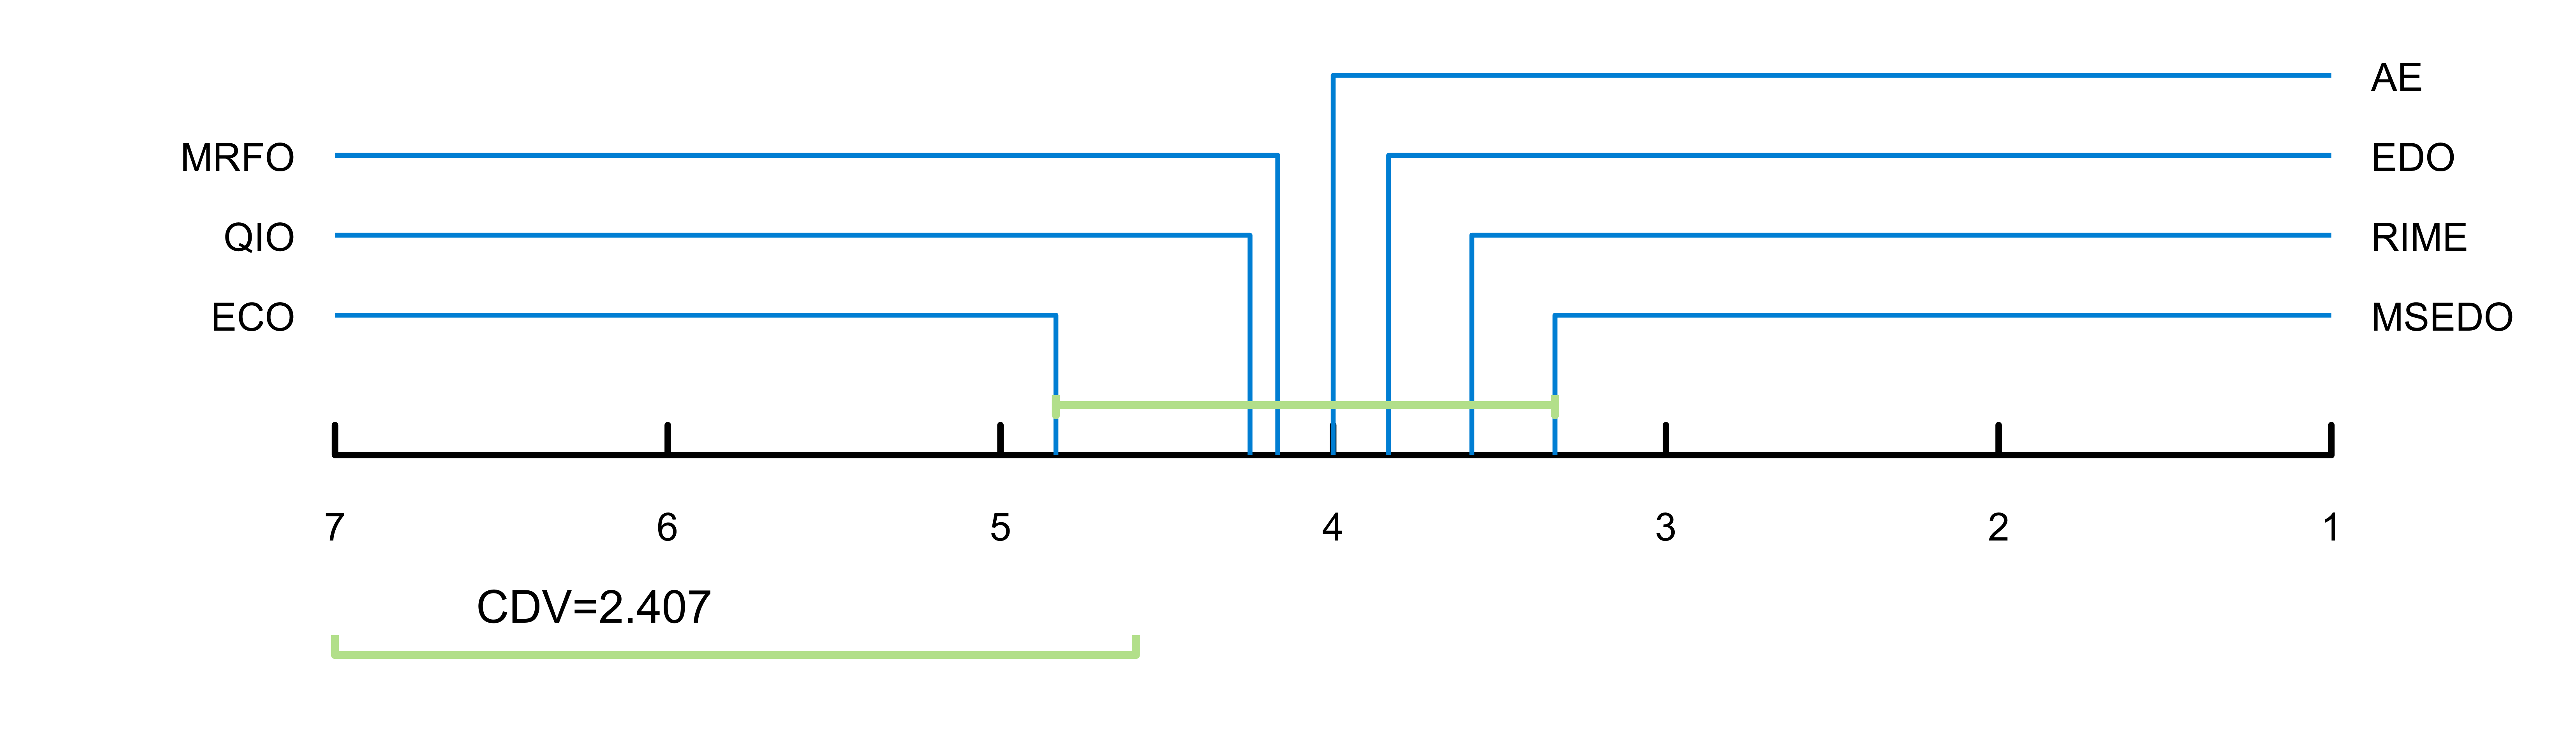 AE
MRFO
EDO
QIO
RIME
ECO
MSEDO
7 6 5 4 3 2 1
CDV=2.407